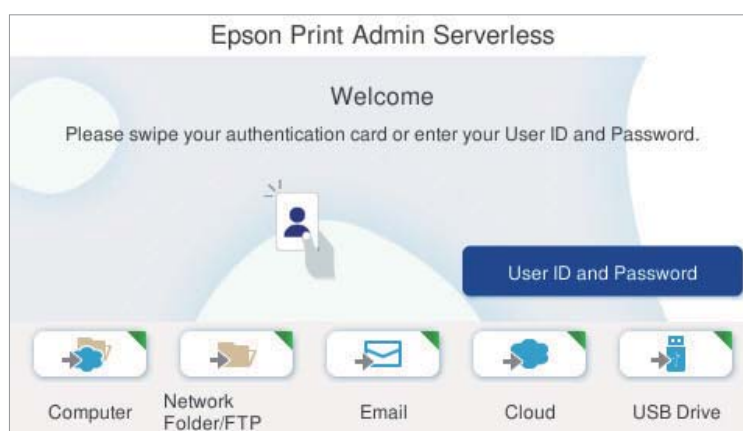 Epson Print Admin Serverless
Welcome
Please swipe your authentication card or enter your User ID and Password.
User ID and Password
Computer
Network
Folder/FTP
Email
Cloud
USB Drive